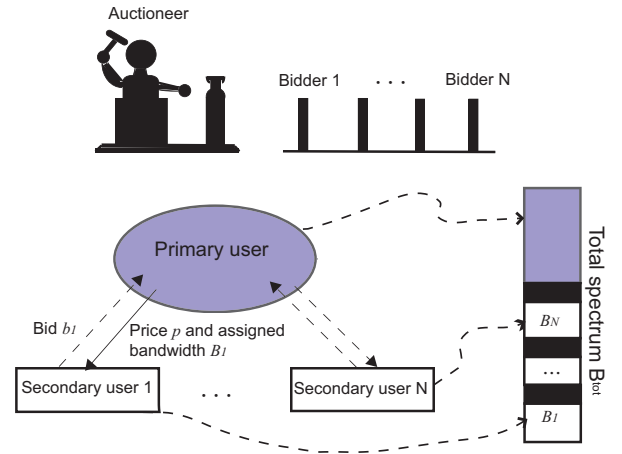 Auctioneer
Bidder 1 . . . Bidder N
Primary user
Bid b1
Price p and assigned
bandwidth B1
Secondary user 1
. . .
Secondary user N
BN
...
B1
Total spectrum Btot